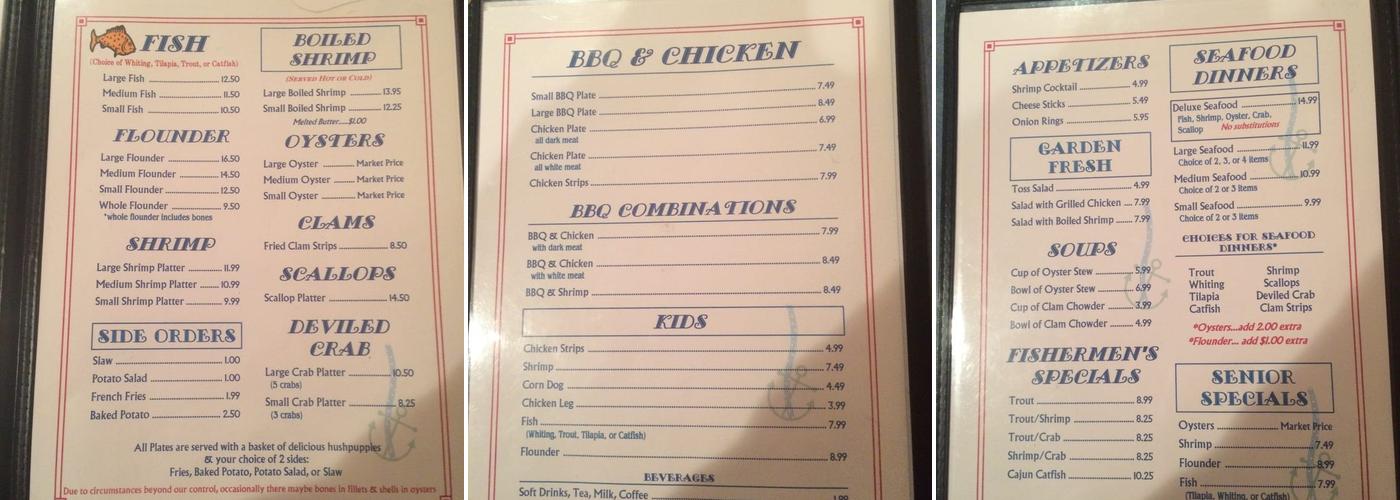 FISH
(Choice of Whiting, Tilapia, Trout, or Catfish)
Large Fish 12.50
Medium Fish 11.50
Small Fish 10.50
FLOUNDER
Large Flounder 16.50
Medium Flounder 14.50
Small Flounder 12.50
Whole Flounder 9.50
*whole flounder includes bones
SHRIMP
Large Shrimp Platter 11.99
Medium Shrimp Platter 10.99
Small Shrimp Platter 9.99
SIDE ORDERS
Slaw 1.00
Potato Salad 1.00
French Fries 1.99
Baked Potato 2.50
BOILED
SHRIMP
(SERVED HOT OR COLD)
Large Boiled Shrimp 13.95
Small Boiled Shrimp 12.25
Melted Butter.....$1.00
OYSTERS
Large Oyster Market Price
Medium Oyster Market Price
Small Oyster Market Price
CLAMS
Fried Clam Strips 8.50
SCALLOPS
Scallop Platter 14.50
DEVILED
CRAB
Large Crab Platter 10.50
(5 crabs)
Small Crab Platter 8.25
(3 crabs)
All Plates are served with a basket of delicious hushpuppies
& your choice of 2 sides:
Fries, Baked Potato, Potato Salad, or Slaw
Due to circumstances beyond our control, occasionally there maybe bones in fillets & shells in oysters
BBQ & CHICKEN
Small BBQ Plate 7.49
Large BBQ Plate 8.49
Chicken Plate 6.99
all dark meat
Chicken Plate 7.49
all white meat
Chicken Strips 7.99
BBQ COMBINATIONS
BBQ & Chicken 7.99
with dark meat
BBQ & Chicken 8.49
with white meat
BBQ & Shrimp 8.49
KIDS
Chicken Strips 4.99
Shrimp 7.49
Corn Dog 4.49
Chicken Leg 3.99
Fish 7.99
(Whiting, Trout, Tilapia, or Catfish)
Flounder 8.99
BEVERAGES
Soft Drinks, Tea, Milk, Coffee 1.99
APPETIZERS
Shrimp Cocktail 4.99
Cheese Sticks 5.49
Onion Rings 5.95
GARDEN
FRESH
Toss Salad 4.99
Salad with Grilled Chicken 7.99
Salad with Boiled Shrimp 7.99
SOUPS
Cup of Oyster Stew 5.99
Bowl of Oyster Stew 6.99
Cup of Clam Chowder 3.99
Bowl of Clam Chowder 4.99
FISHERMEN'S
SPECIALS
Trout 8.99
Trout/Shrimp 8.25
Trout/Crab 8.25
Shrimp/Crab 8.25
Cajun Catfish 10.25
SEAFOOD
DINNERS
Deluxe Seafood 14.99
Fish, Shrimp, Oyster, Crab,
Scallop No substitutions
Large Seafood 11.99
Choice of 2, 3, or 4 items
Medium Seafood 10.99
Choice of 2 or 3 items
Small Seafood 9.99
Choice of 2 or 3 items
CHOICES FOR SEAFOOD
DINNERS*
Trout Shrimp
Whiting Scallops
Tilapia Deviled Crab
Catfish Clam Strips
*Oysters...add 2.00 extra
*Flounder... add $1.00 extra
SENIOR
SPECIALS
Oysters Market Price
Shrimp 7.49
Flounder 8.99
Fish 7.99
(Tilapia, Whiting, or Catfish)